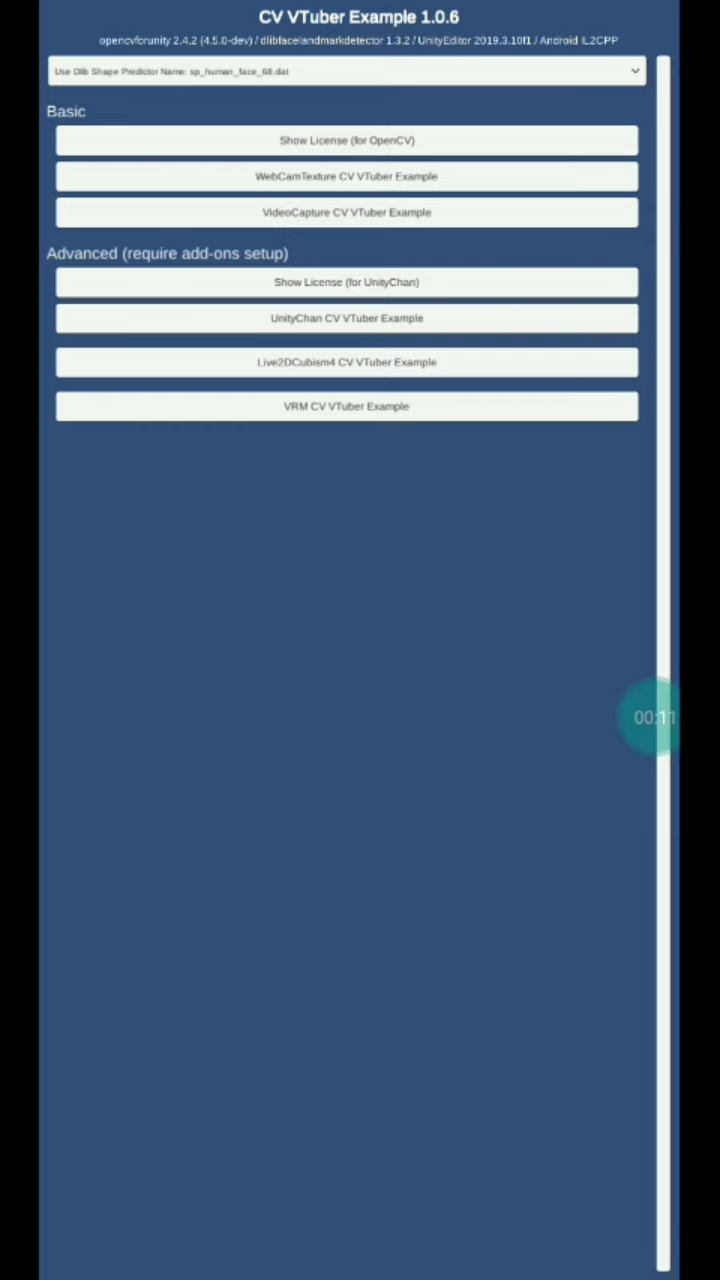 CV VTuber Example 1.0.6
opencvforunity 2.4.2 (4.5.0-dev) / dlibfacelandmarkdetector 1.3.2 / UnityEditor 2019.3.10f1 / Android IL2CPP
Use Dlib Shape Predictor Name: sp_human_face_68.dat
Basic
Show License (for OpenCV)
WebCamTexture CV VTuber Example
VideoCapture CV VTuber Example
Advanced (require add-ons setup)
Show License (for UnityChan)
UnityChan CV VTuber Example
Live2DCubism4 CV VTuber Example
VRM CV VTuber Example
00:11